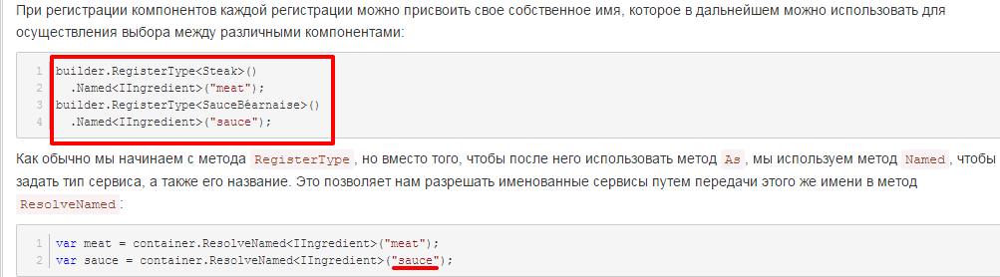 При регистрации компонентов каждой регистрации можно присвоить свое собственное имя, которое в дальнейшем можно использовать для
осуществления выбора между различными компонентами:
1 builder.RegisterType<Steak>()
2 .Named<IIngredient>("meat");
3 builder.RegisterType<SauceBéarnaise>()
4 .Named<IIngredient>("sauce");
Как обычно мы начинаем с метода RegisterType, но вместо того, чтобы после него использовать метод As, мы используем метод Named, чтобы
задать тип сервиса, а также его название. Это позволяет нам разрешать именованные сервисы путем передачи этого же имени в метод
ResolveNamed:
1 var meat = container.ResolveNamed<IIngredient>("meat");
2 var sauce = container.ResolveNamed<IIngredient>("sauce");